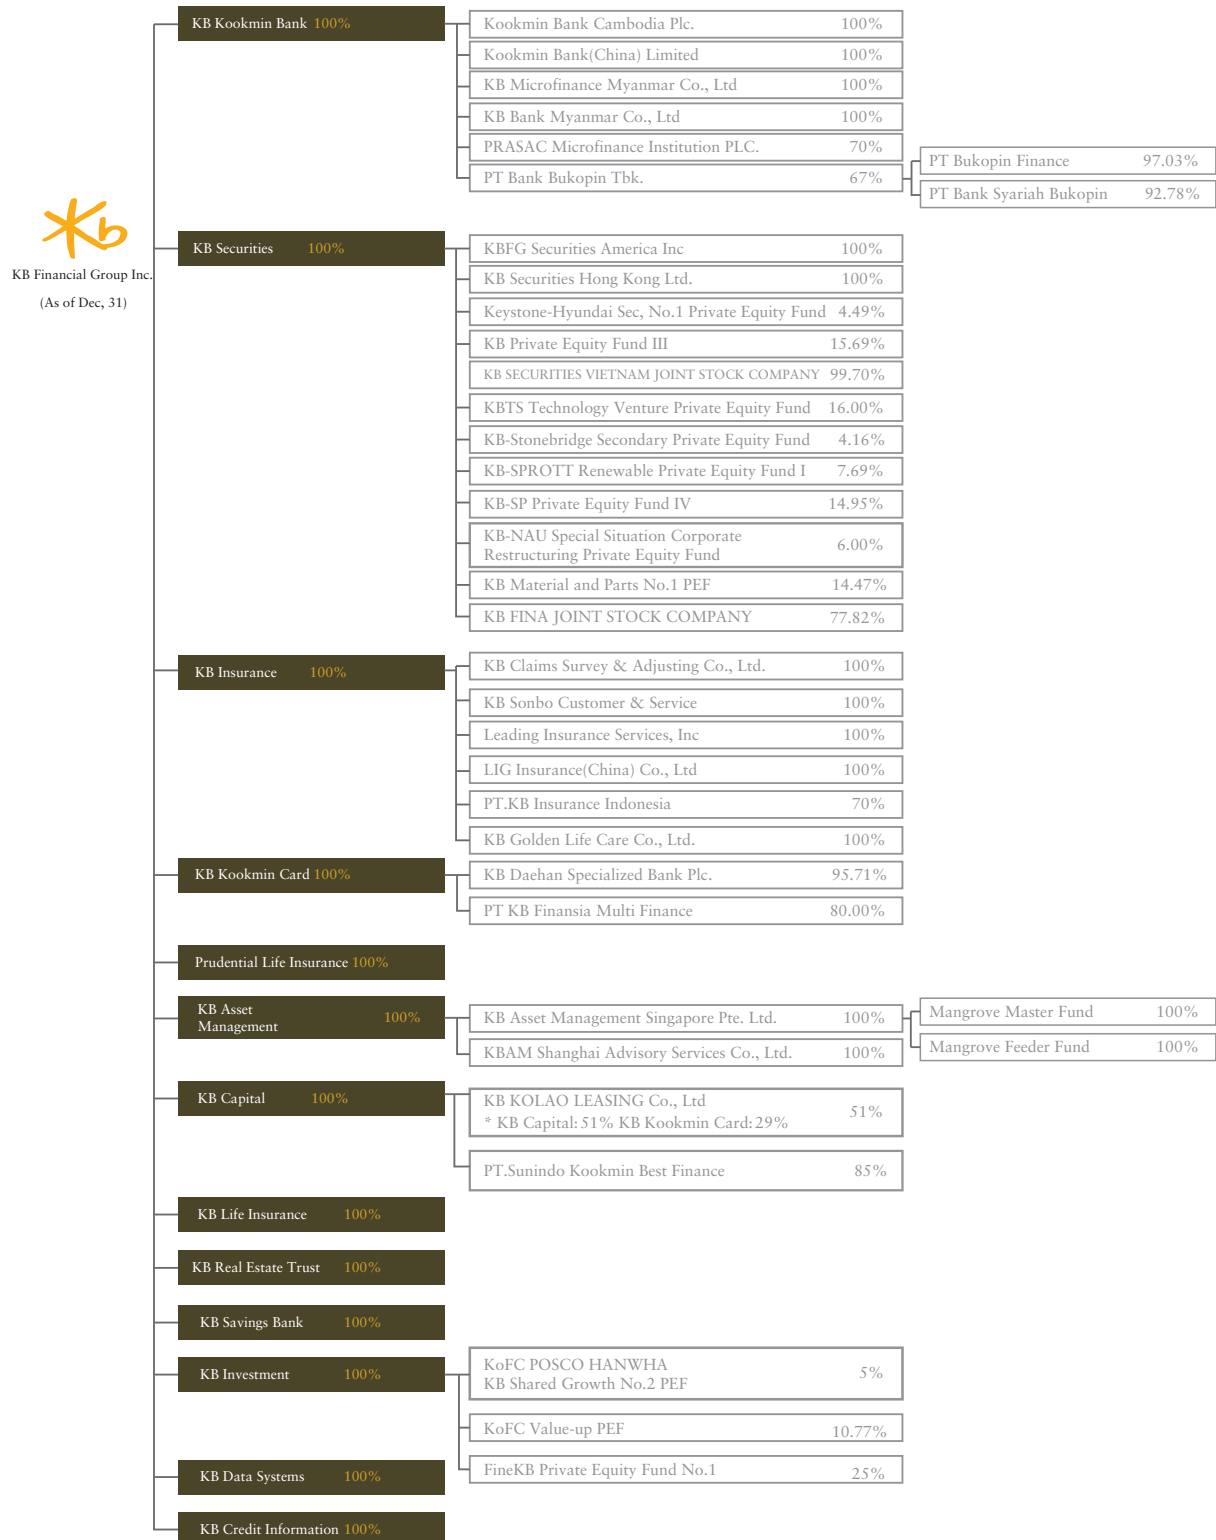 KB Financial Group Inc.
(As of Dec, 31)
KB Kookmin Bank 100%
Kookmin Bank Cambodia Plc. 100%
Kookmin Bank(China) Limited 100%
KB Microfinance Myanmar Co., Ltd 100%
KB Bank Myanmar Co., Ltd 100%
PRASAC Microfinance Institution PLC. 70%
PT Bank Bukopin Tbk. 67%
PT Bukopin Finance 97.03%
PT Bank Syariah Bukopin 92.78%
KB Securities 100%
KBFG Securities America Inc 100%
KB Securities Hong Kong Ltd. 100%
Keystone-Hyundai Sec, No.1 Private Equity Fund 4.49%
KB Private Equity Fund III 15.69%
KB SECURITIES VIETNAM JOINT STOCK COMPANY 99.70%
KBTS Technology Venture Private Equity Fund 16.00%
KB-Stonebridge Secondary Private Equity Fund 4.16%
KB-SPROTT Renewable Private Equity Fund I 7.69%
KB-SP Private Equity Fund IV 14.95%
KB-NAU Special Situation Corporate
Restructuring Private Equity Fund 6.00%
KB Material and Parts No.1 PEF 14.47%
KB FINA JOINT STOCK COMPANY 77.82%
KB Insurance 100%
KB Claims Survey & Adjusting Co., Ltd. 100%
KB Sonbo Customer & Service 100%
Leading Insurance Services, Inc 100%
LIG Insurance(China) Co., Ltd 100%
PT.KB Insurance Indonesia 70%
KB Golden Life Care Co., Ltd. 100%
KB Kookmin Card 100%
KB Daehan Specialized Bank Plc. 95.71%
PT KB Finansia Multi Finance 80.00%
Prudential Life Insurance 100%
KB Asset
Management 100%
KB Asset Management Singapore Pte. Ltd. 100%
KBAM Shanghai Advisory Services Co., Ltd. 100%
Mangrove Master Fund 100%
Mangrove Feeder Fund 100%
KB Capital 100%
KB KOLAO LEASING Co., Ltd
* KB Capital: 51% KB Kookmin Card: 29% 51%
PT.Sunindo Kookmin Best Finance 85%
KB Life Insurance 100%
KB Real Estate Trust 100%
KB Savings Bank 100%
KB Investment 100%
KoFC POSCO HANWHA
KB Shared Growth No.2 PEF 5%
KoFC Value-up PEF 10.77%
FineKB Private Equity Fund No.1 25%
KB Data Systems 100%
KB Credit Information 100%